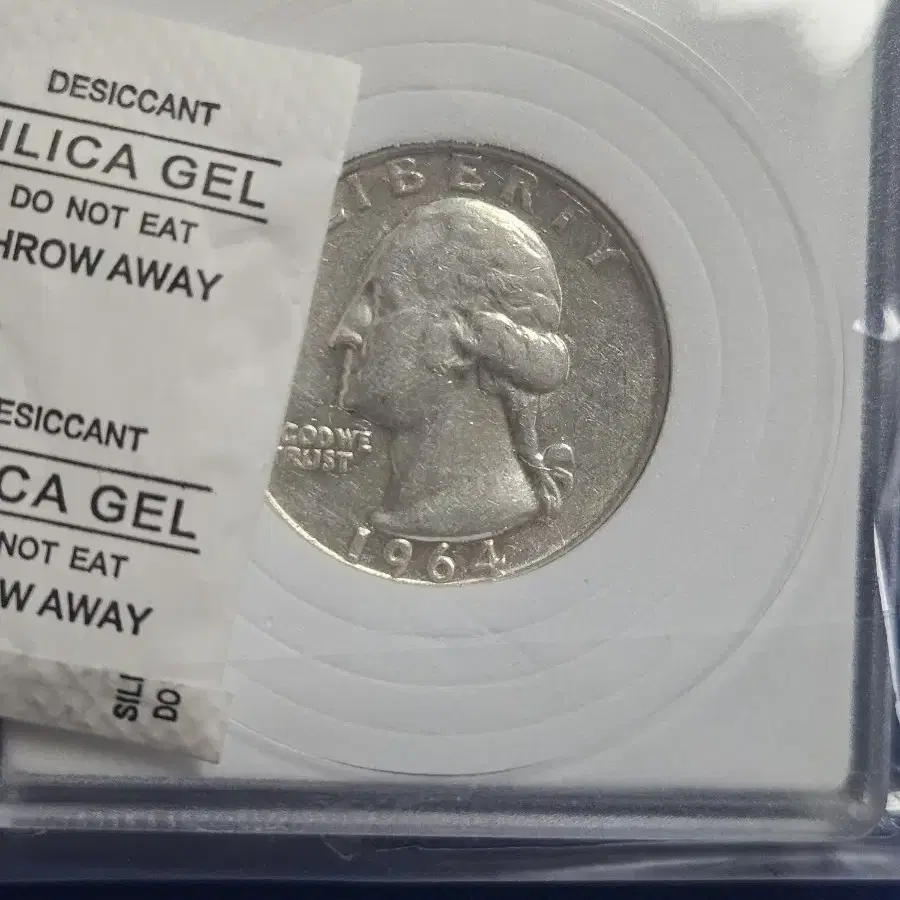 DESICCANT
ILICA GEL
DO NOT EAT
HROW AWAY
ESICCANT
CA GEL
NOT EAT
W AWAY
SILI
DO
LIBERTY
GOD WE
RUST
1964